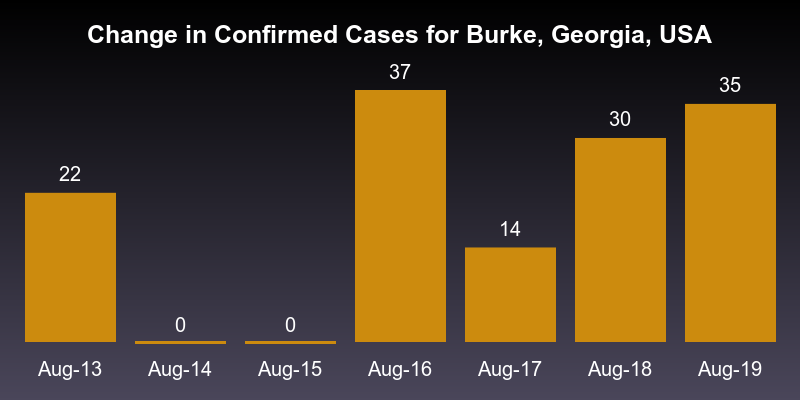 Change in Confirmed Cases for Burke, Georgia, USA
22
0
0
37
14
30
35
Aug-13
Aug-14
Aug-15
Aug-16
Aug-17
Aug-18
Aug-19